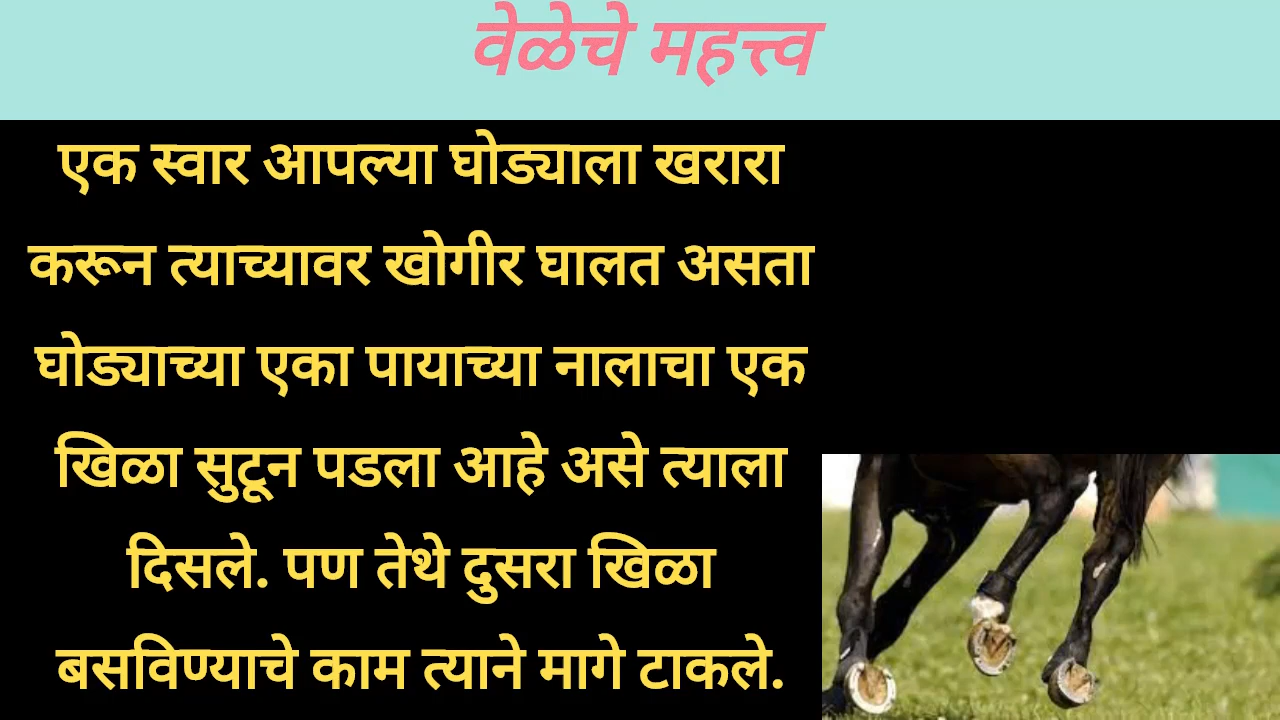 वेळेचे महत्त्व
एक स्वार आपल्या घोड्याला खरारा
करून त्याच्यावर खोगीर घालत असता
घोड्याच्या एका पायाच्या नालाचा एक
खिळा सुटून पडला आहे असे त्याला
दिसले. पण तेथे दुसरा खिळा
बसविण्याचे काम त्याने मागे टाकले.